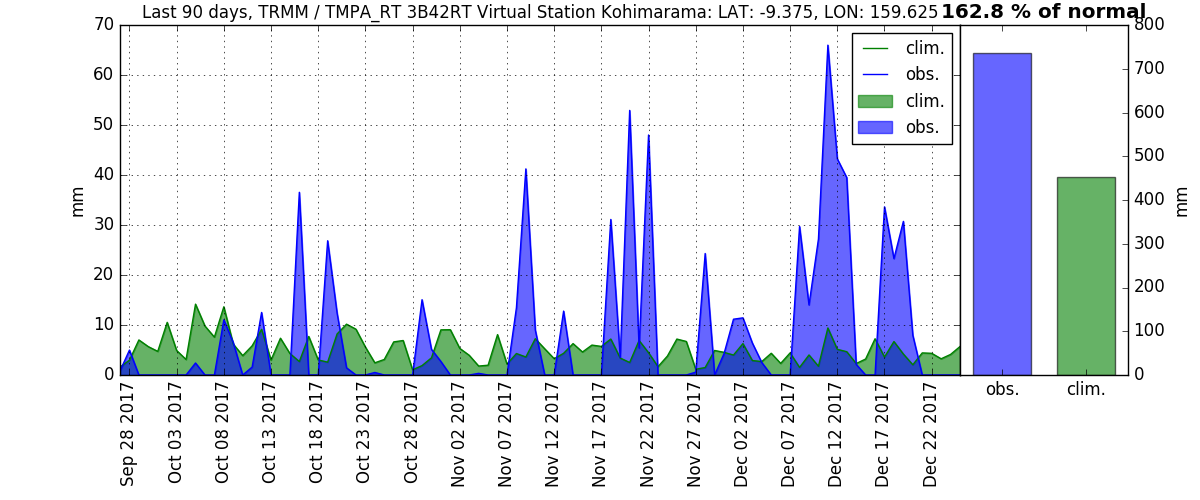 Last 90 days, TRMM / TMPA_RT 3B42RT Virtual Station Kohimarama: LAT: -9.375, LON: 159.625 162.8 % of normal
70
60
50
40
30
20
10
0
mm
clim.
obs.
clim.
obs.
800
700
600
500
400
300
200
100
0
mm
obs.
clim.
Sep 28 2017
Oct 03 2017
Oct 08 2017
Oct 13 2017
Oct 18 2017
Oct 23 2017
Oct 28 2017
Nov 02 2017
Nov 07 2017
Nov 12 2017
Nov 17 2017
Nov 22 2017
Nov 27 2017
Dec 02 2017
Dec 07 2017
Dec 12 2017
Dec 17 2017
Dec 22 2017